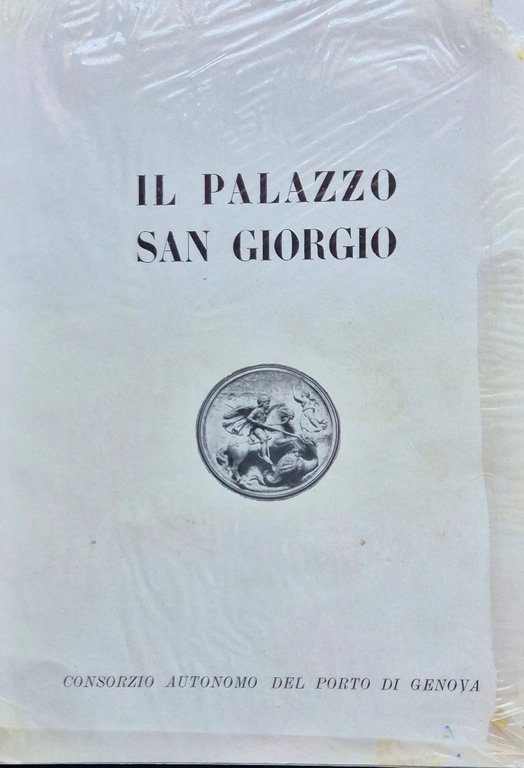 IL PALAZZO
SAN GIORGIO
CONSORZIO AUTONOMO DEL PORTO DI GENOVA